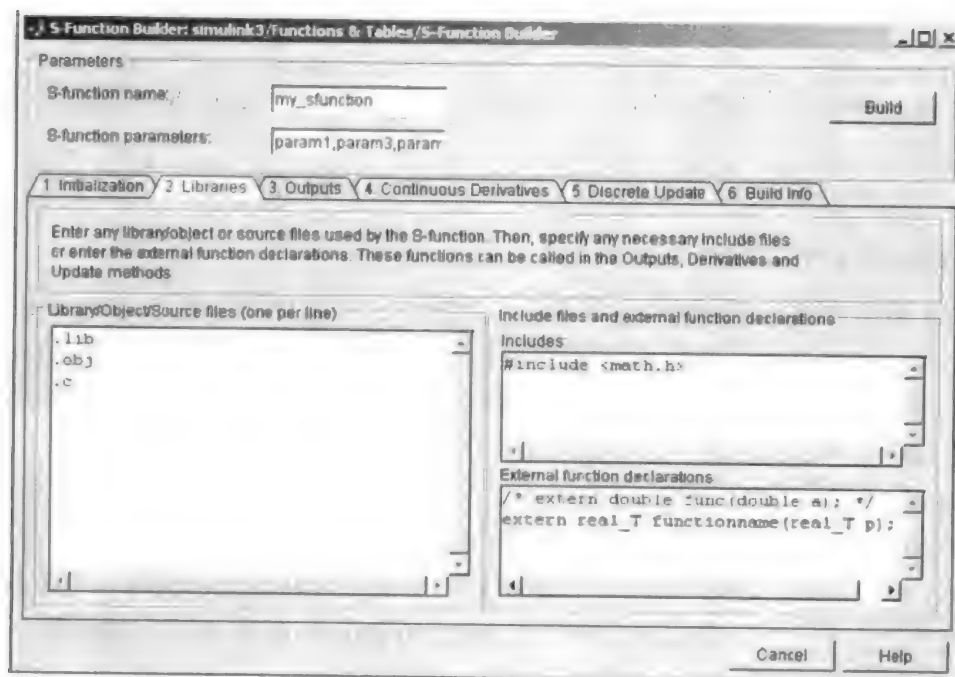 S-Function Builder: simulink3/Functions & Tables/S-Function Builder
Parameters
S-function name:
my_sfunction
Build
S-function parameters:
param1,param3,param
1 Initialization
2 Libraries
3 Outputs
4 Continuous Derivatives
5 Discrete Update
6 Build Info
Enter any library/object or source files used by the S-function. Then, specify any necessary include files
or enter the external function declarations. These functions can be called in the Outputs, Derivatives and
Update methods
Library/Object/Source files (one per line)
.lib
.obj
.c
Include files and external function declarations
Includes
#include <math.h>
External function declarations
/* extern double func(double a); */
extern real_T functionname(real_T p);
Cancel
Help